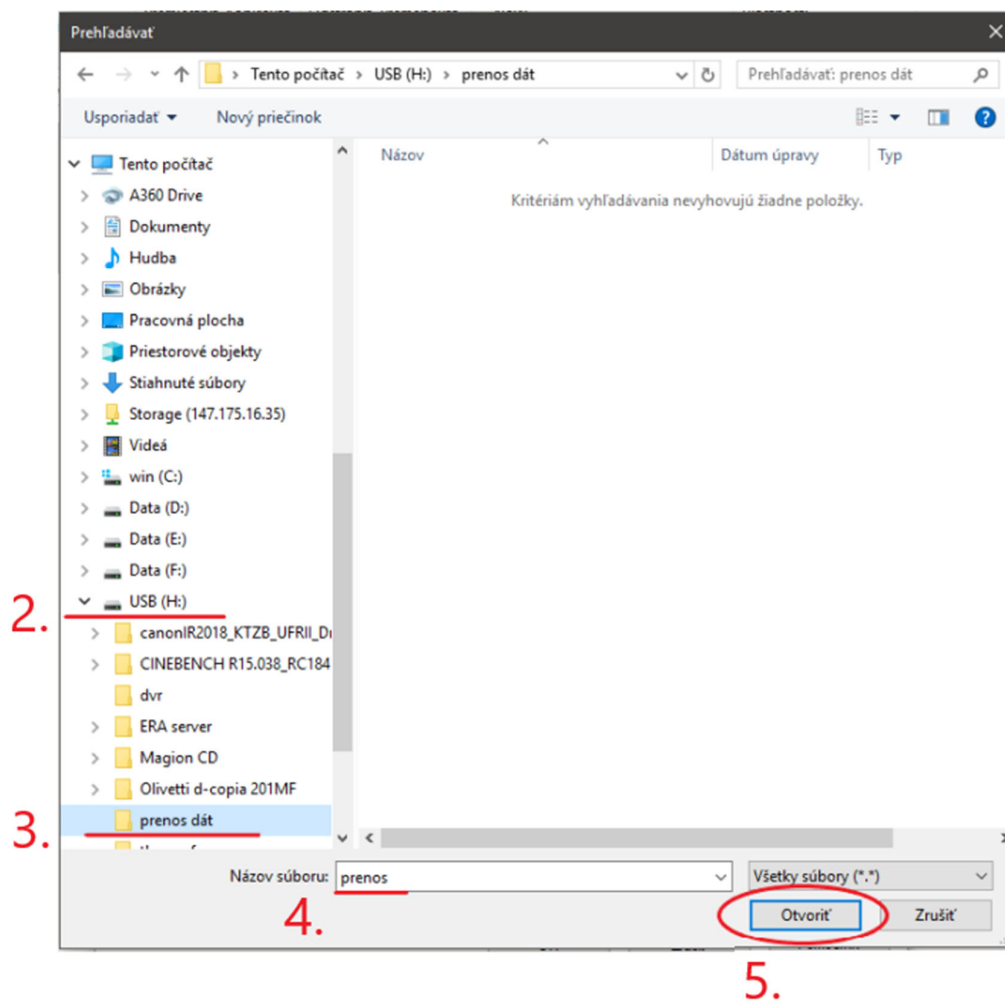 Prehľadávať
Tento počítač › USB (H:) › prenos dát
Prehľadávať: prenos dát
Usporiadať
Nový priečinok
Názov
Dátum úpravy
Typ
Kritériám vyhľadávania nevyhovujú žiadne položky.
Tento počítač
A360 Drive
Dokumenty
Hudba
Obrázky
Pracovná plocha
Priestorové objekty
Stiahnuté súbory
Storage (147.175.16.35)
Videá
win (C:)
Data (D:)
Data (E:)
Data (F:)
2.
USB (H:)
canonIR2018_KTZB_UFRII_
CINEBENCH R15.038_RC184
dvr
ERA server
Magion CD
Olivetti d-copia 201MF
3.
prenos dát
Názov súboru:
prenos
Všetky súbory (*.*)
4.
Otvoriť
Zrušiť
5.